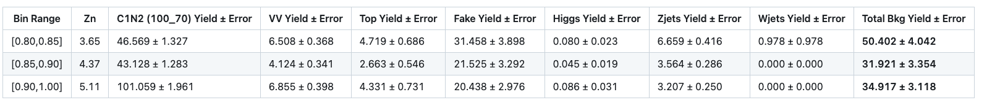 Bin Range Zn C1N2 (100_70) Yield ± Error VV Yield ± Error Top Yield ± Error Fake Yield ± Error Higgs Yield ± Error Zjets Yield ± Error Wjets Yield ± Error Total Bkg Yield ± Error
[0.80,0.85] 3.65 46.569 ± 1.327 6.508 ± 0.368 4.719 ± 0.686 31.458 ± 3.898 0.080 ± 0.023 6.659 ± 0.416 0.978 ± 0.978 50.402 ± 4.042
[0.85,0.90] 4.37 43.128 ± 1.283 4.124 ± 0.341 2.663 ± 0.546 21.525 ± 3.292 0.045 ± 0.019 3.564 ± 0.286 0.000 ± 0.000 31.921 ± 3.354
[0.90,1.00] 5.11 101.059 ± 1.961 6.855 ± 0.398 4.331 ± 0.731 20.438 ± 2.976 0.086 ± 0.031 3.207 ± 0.250 0.000 ± 0.000 34.917 ± 3.118